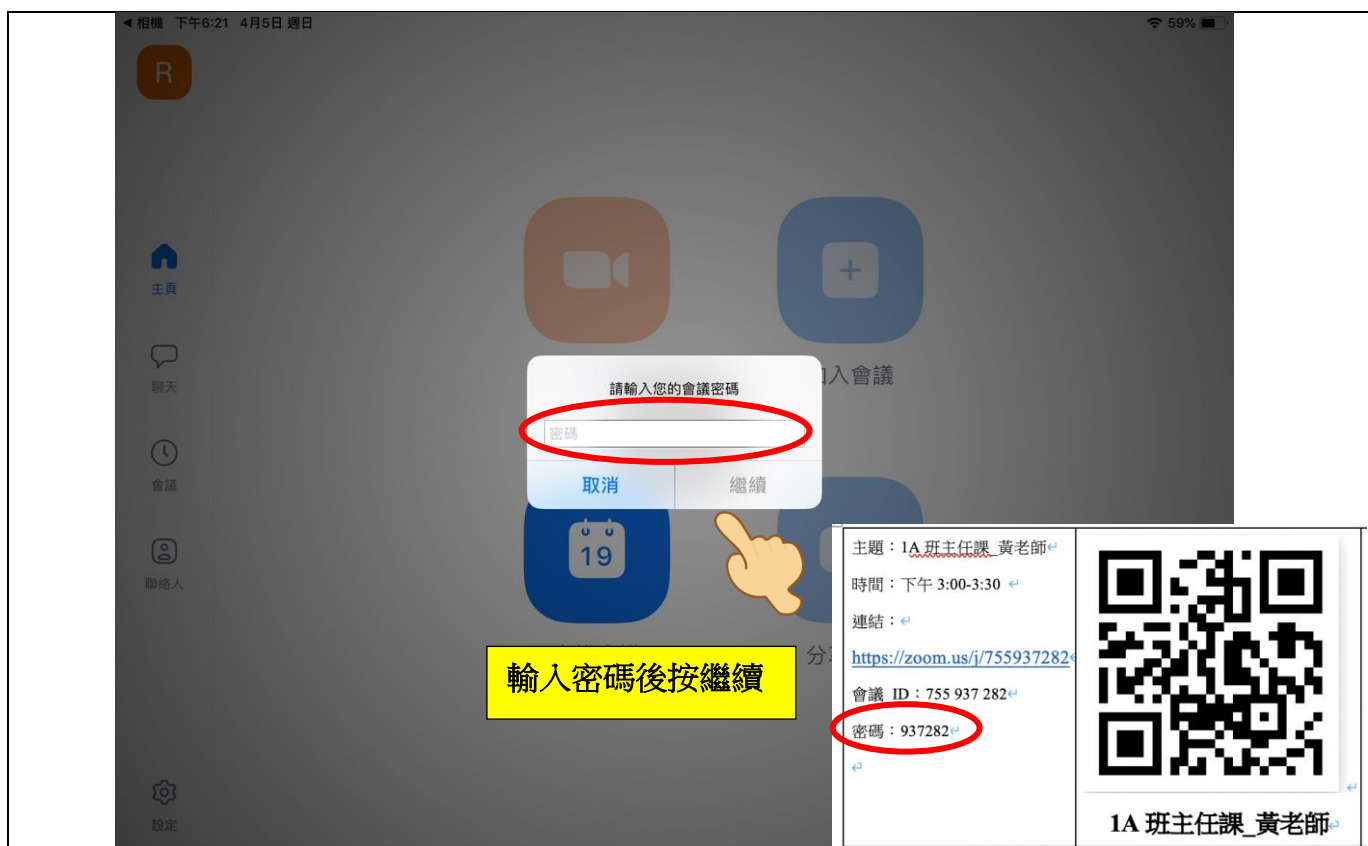 ◀相機 下午6:21 4月5日 週日
59%
R
主頁
聊天
會議
聯絡人
設定
加入會議
請輸入您的會議密碼
密碼
取消
繼續
19
輸入密碼後按繼續
主題：1A 班主任課_黃老師
時間：下午 3:00-3:30
連結：
https://zoom.us/j/755937282
會議 ID：755 937 282
密碼：937282
1A 班主任課_黃老師